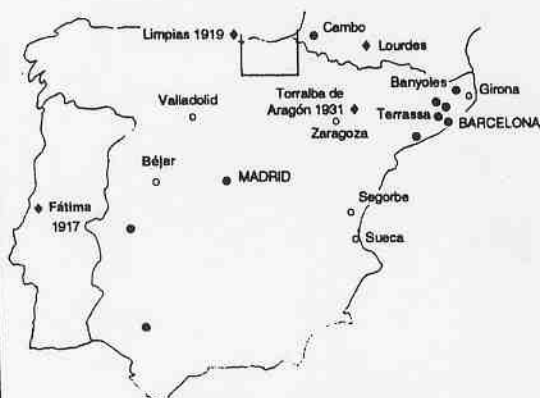 Limpias 1919
Cambo
Lourdes
Banyoles
Girona
Valladolid
Torralba de
Aragón 1931
Terrassa
Zaragoza
BARCELONA
Béjar
MADRID
Fátima
1917
Segorbe
Sueca